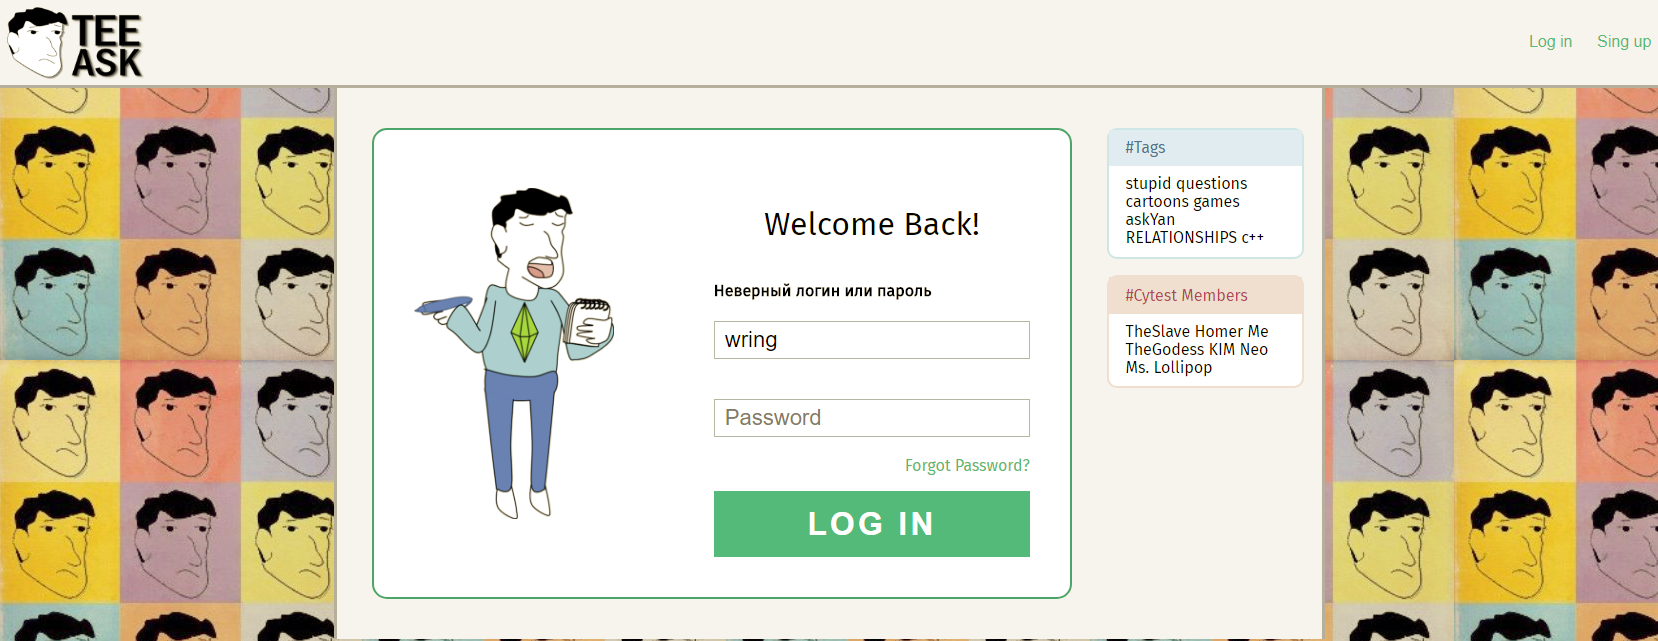 TEE
ASK
Log in
Sing up
Welcome Back!
Неверный логин или пароль
wring
Password
Forgot Password?
LOG IN
#Tags
stupid questions
cartoons games
askYan
RELATIONSHIPS c++
#Cytest Members
TheSlave Homer Me
TheGodess KIM Neo
Ms. Lollipop